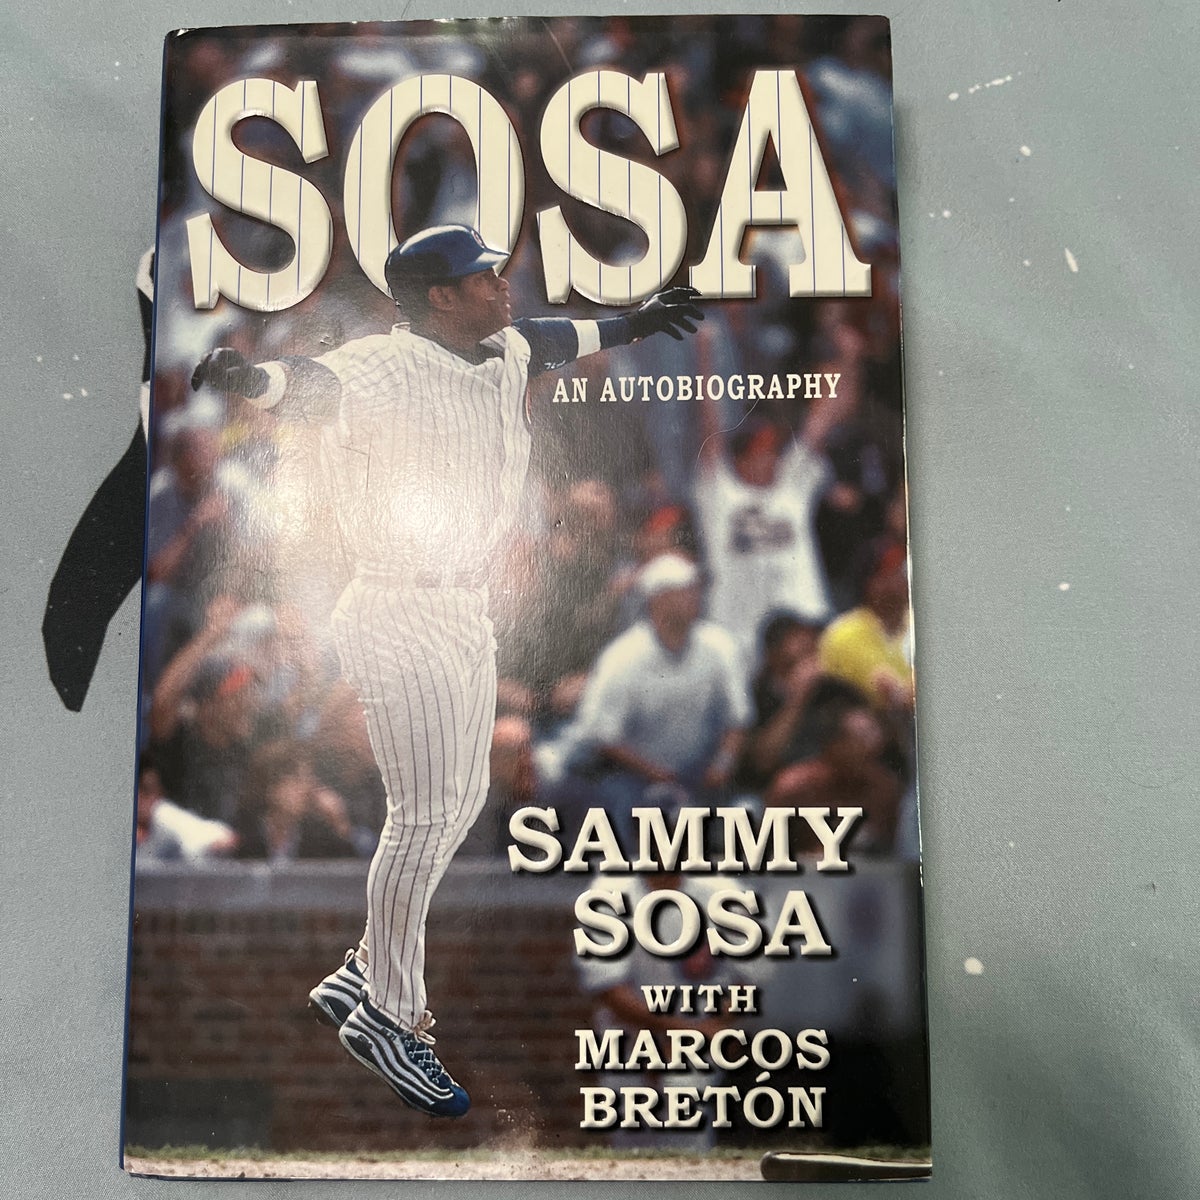 SOSA
AN AUTOBIOGRAPHY
SAMMY
SOSA
WITH
MARCOS
BRETÓN